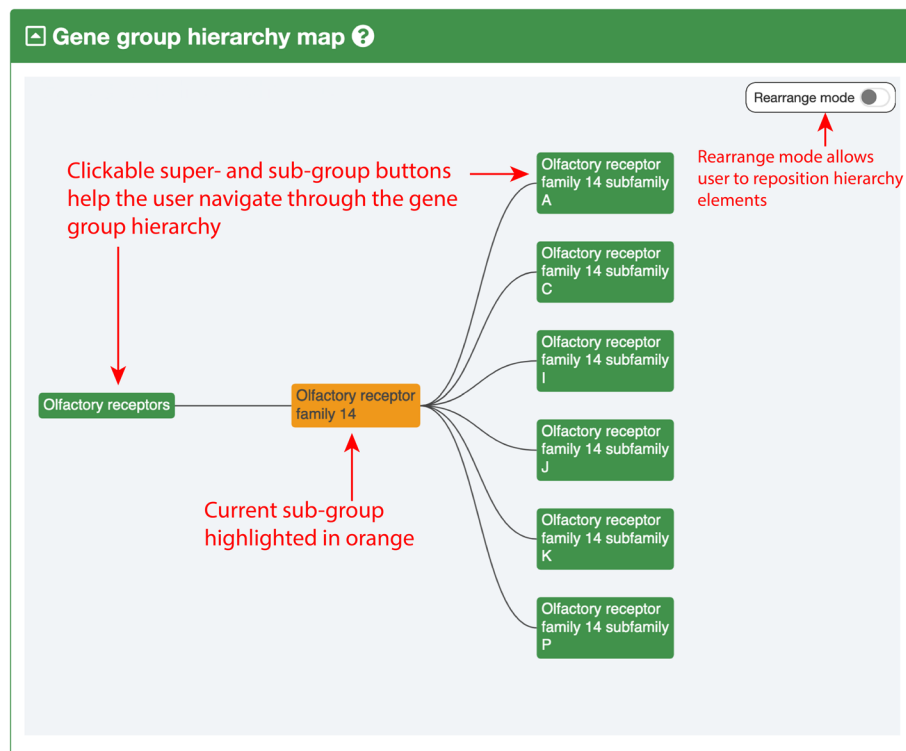 Gene group hierarchy map ?
Rearrange mode
Rearrange mode allows
user to reposition hierarchy
elements
Clickable super- and sub-group buttons
help the user navigate through the gene
group hierarchy
Olfactory receptors
Olfactory receptor
family 14
Current sub-group
highlighted in orange
Olfactory receptor
family 14 subfamily
A
Olfactory receptor
family 14 subfamily
C
Olfactory receptor
family 14 subfamily
I
Olfactory receptor
family 14 subfamily
J
Olfactory receptor
family 14 subfamily
K
Olfactory receptor
family 14 subfamily
P